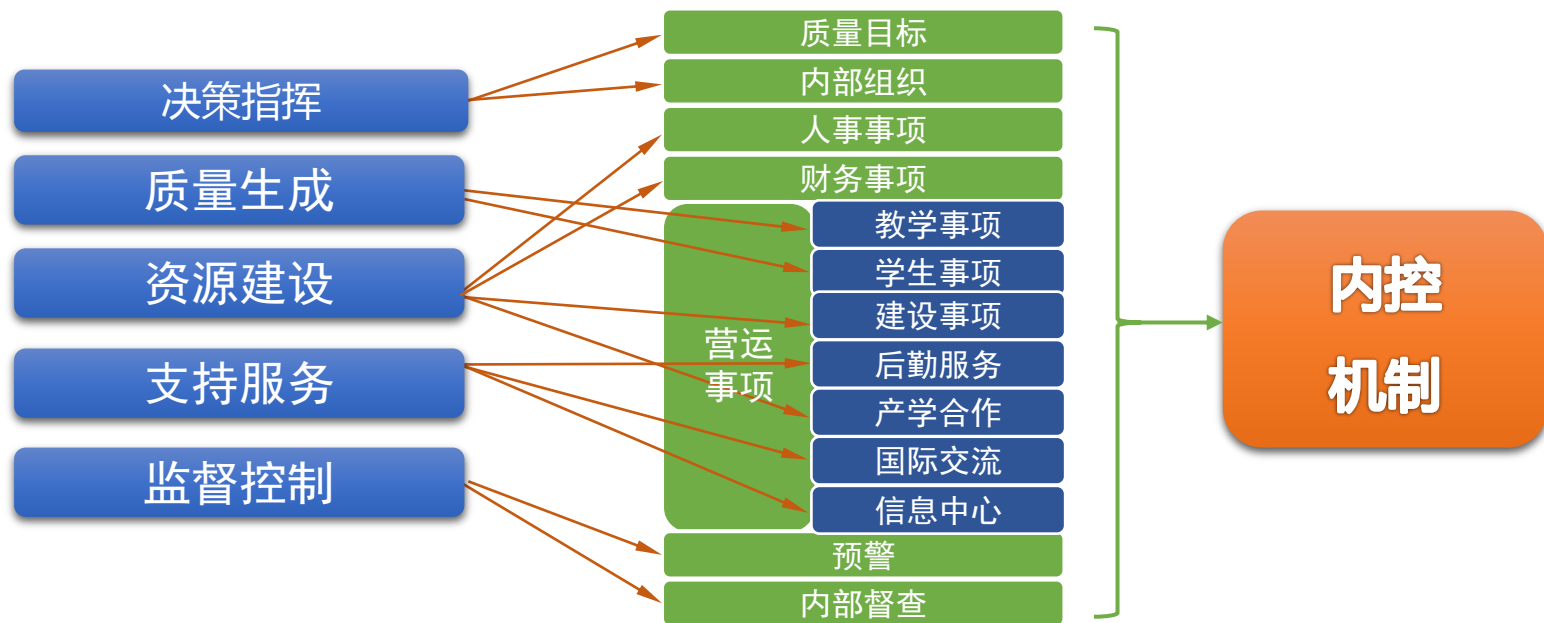 决策指挥
质量生成
资源建设
支持服务
监督控制
质量目标
内部组织
人事事项
财务事项
营运
事项
教学事项
学生事项
建设事项
后勤服务
产学合作
国际交流
信息中心
预警
内部督查
内控
机制